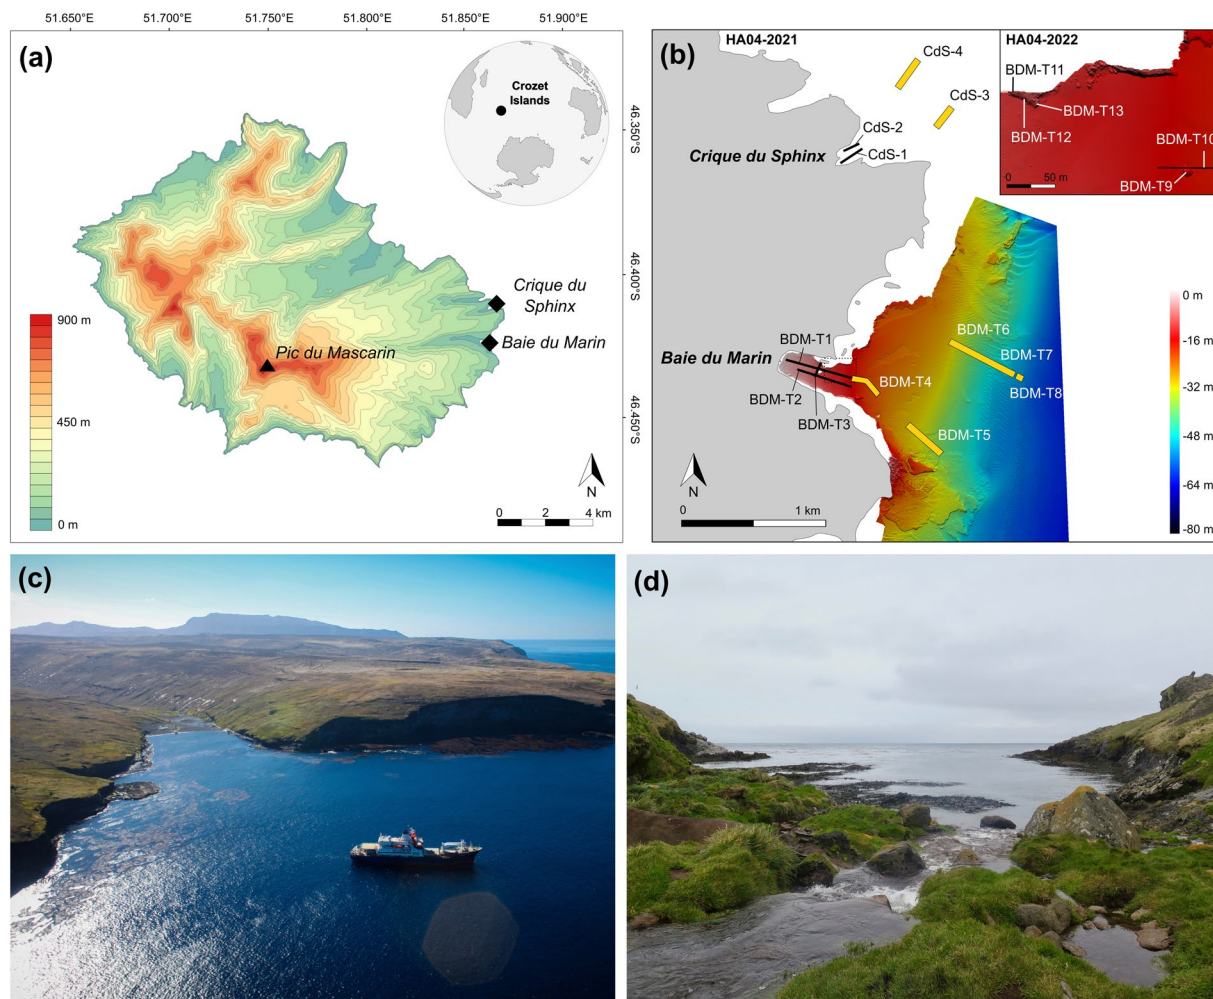 51.650°E
51.700°E
51.750°E
51.800°E
51.850°E
51.900°E
(a)
Crozet
Islands
46.350°S
46.400°S
46.450°S
Crique du
Sphinx
Baie du Marin
Pic du Mascarin
900 m
450 m
0 m
N
0 2 4 km
(b)
HA04-2021
CdS-4
CdS-3
CdS-2
CdS-1
Crique du Sphinx
HA04-2022
BDM-T11
BDM-T13
BDM-T12
BDM-T10
BDM-T9
0 50 m
BDM-T6
BDM-T7
BDM-T8
BDM-T1
Baie du Marin
BDM-T4
BDM-T2
BDM-T3
BDM-T5
N
0 1 km
0 m
-16 m
-32 m
-48 m
-64 m
-80 m
(c)
(d)